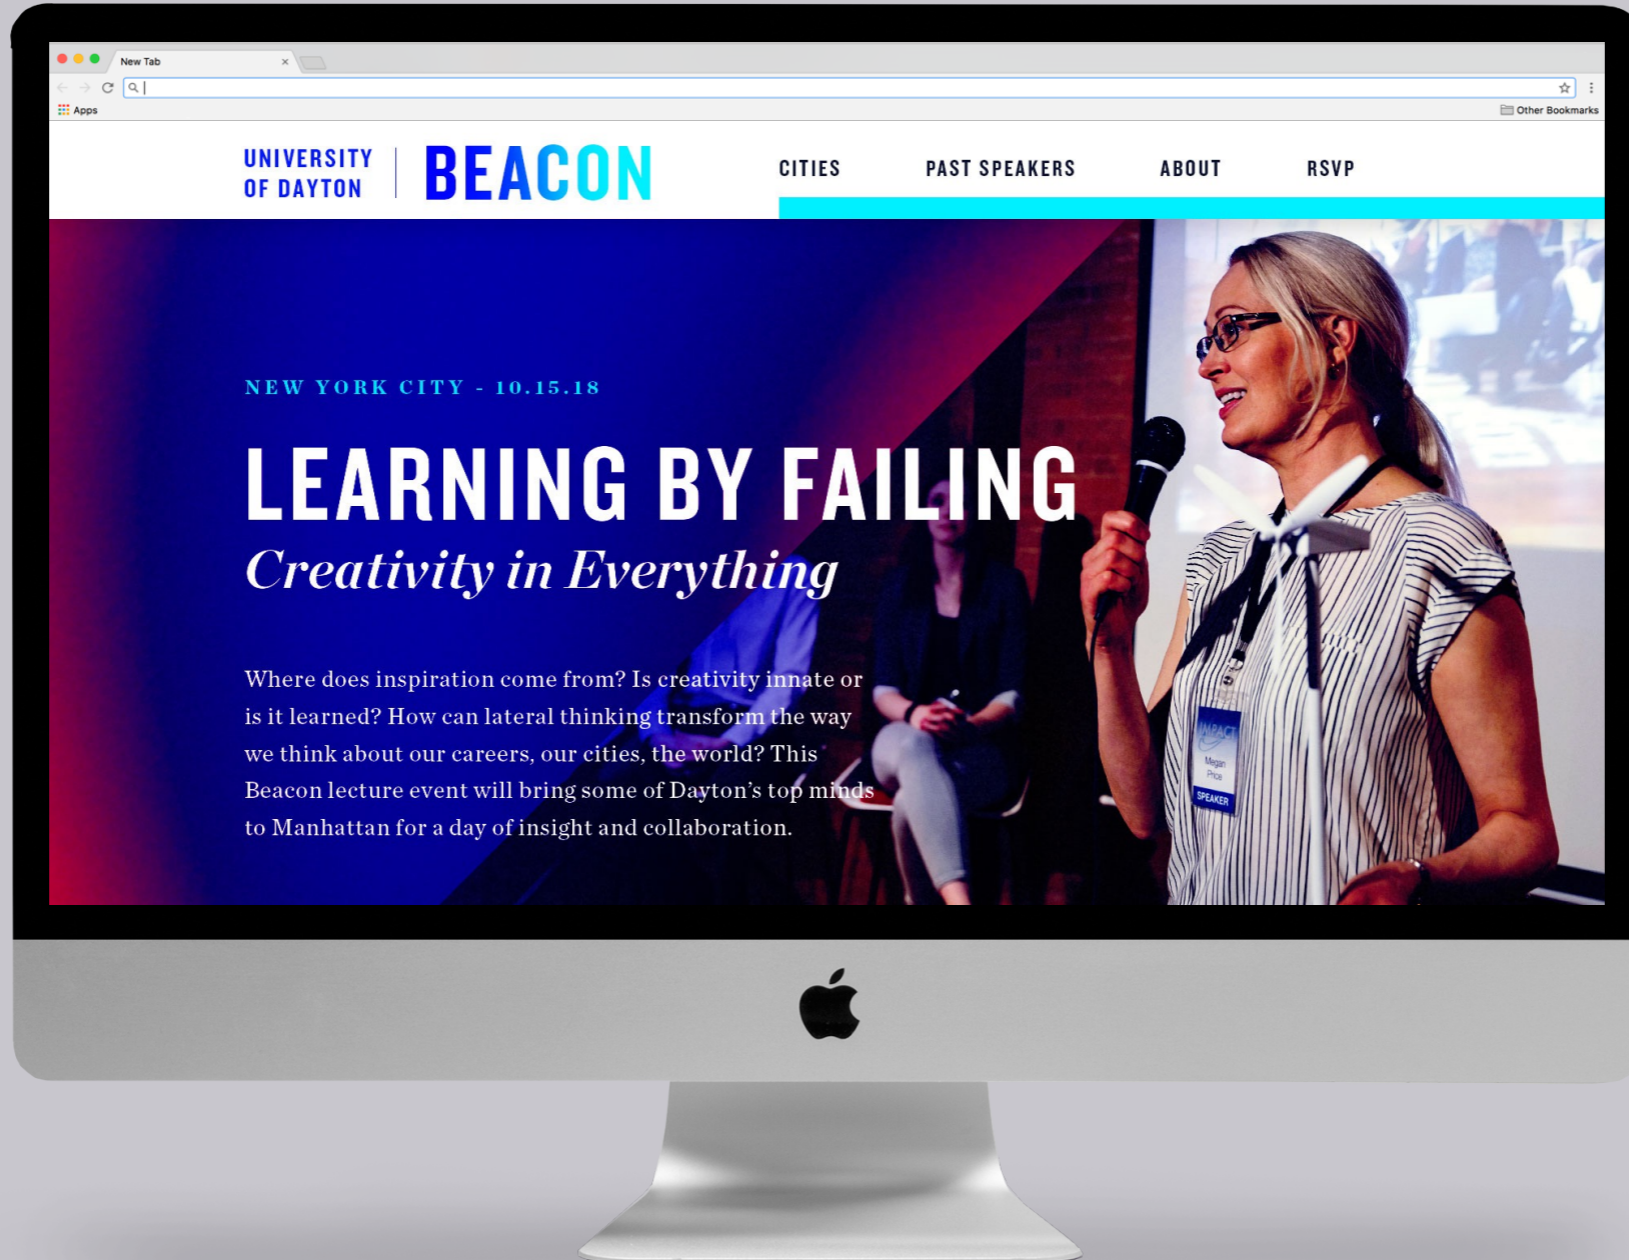 New Tab
Apps
Other Bookmarks
UNIVERSITY
OF DAYTON
BEACON
CITIES PAST SPEAKERS ABOUT RSVP
NEW YORK CITY - 10.15.18
LEARNING BY FAILING
Creativity in Everything
Where does inspiration come from? Is creativity innate or
is it learned? How can lateral thinking transform the way
we think about our careers, our cities, the world? This
Beacon lecture event will bring some of Dayton’s top minds
to Manhattan for a day of insight and collaboration.
IMPACT
Megan
Price
SPEAKER